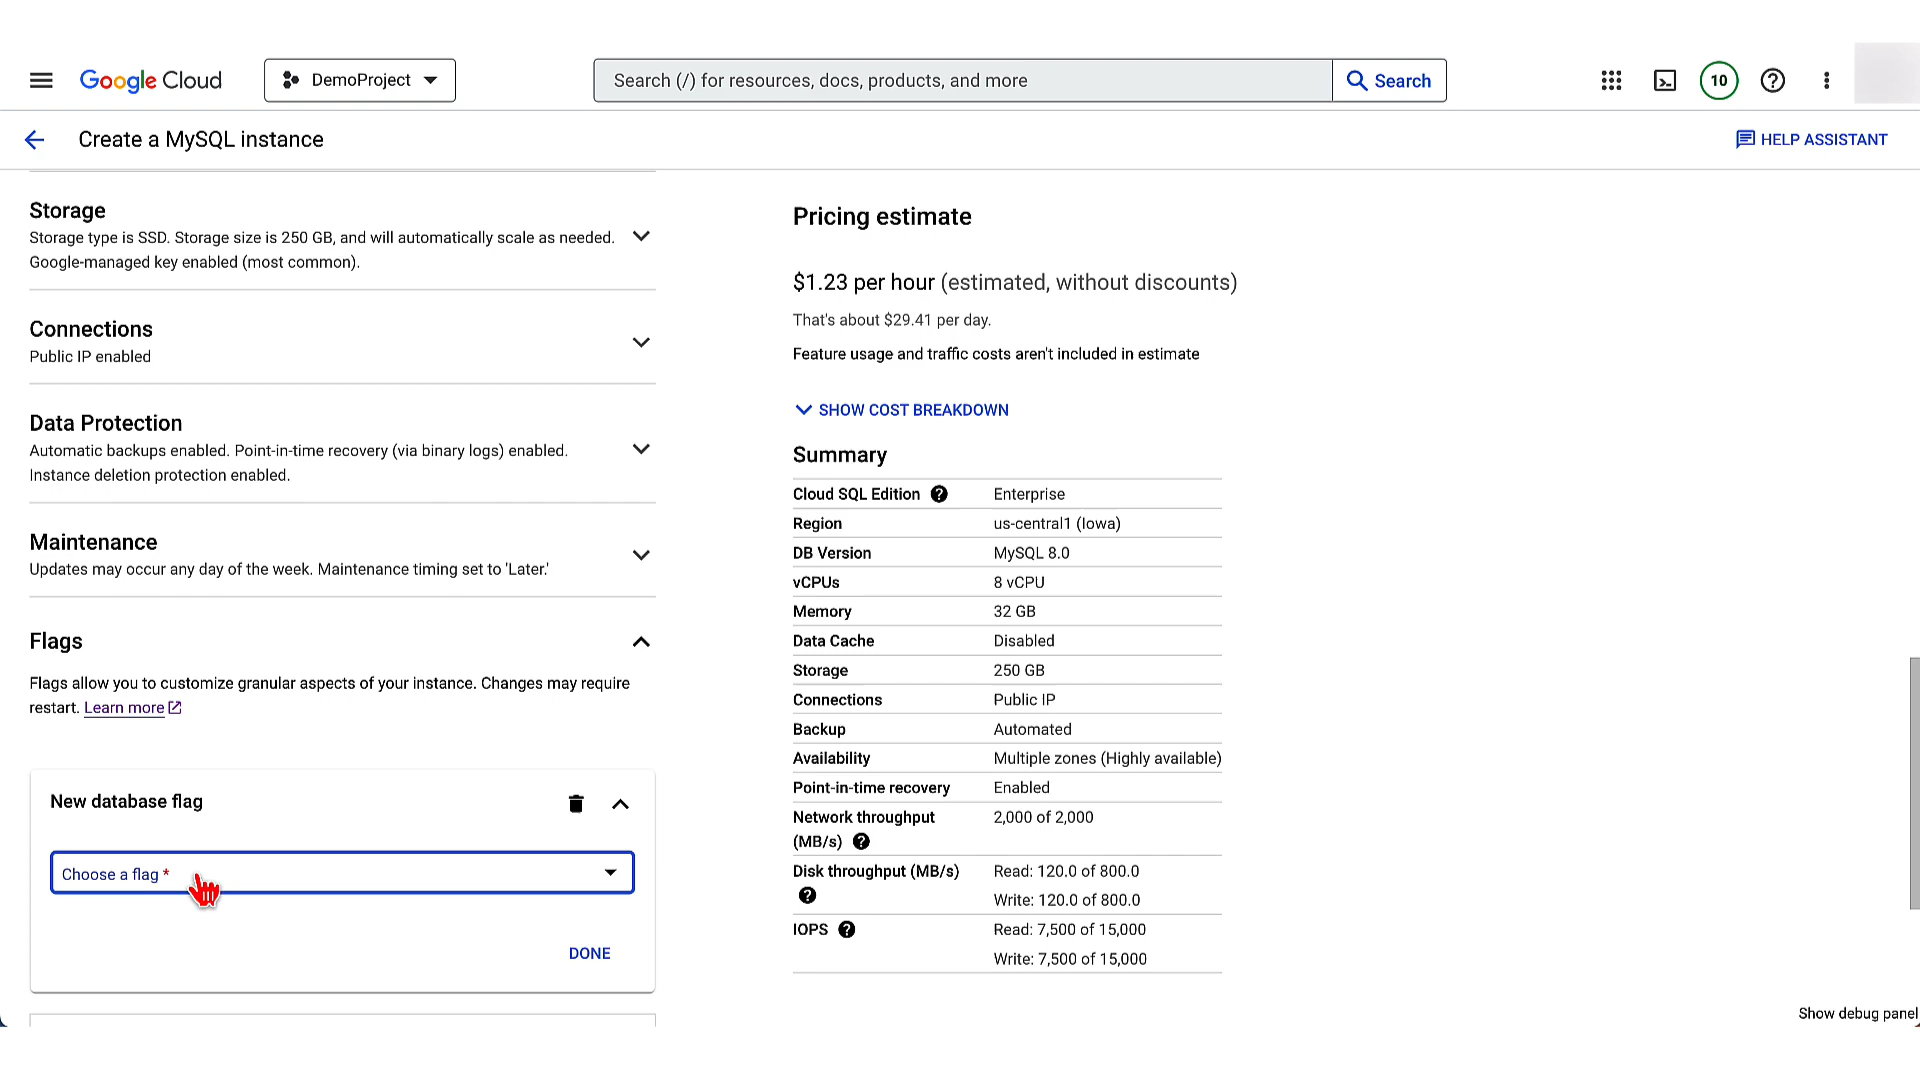 Google Cloud
DemoProject
Search (/) for resources, docs, products, and more
Search
10
Create a MySQL instance
HELP ASSISTANT
Storage
Storage type is SSD. Storage size is 250 GB, and will automatically scale as needed.
Google-managed key enabled (most common).
Connections
Public IP enabled
Data Protection
Automatic backups enabled. Point-in-time recovery (via binary logs) enabled.
Instance deletion protection enabled.
Maintenance
Updates may occur any day of the week. Maintenance timing set to 'Later.'
Flags
Flags allow you to customize granular aspects of your instance. Changes may require
restart. Learn more
New database flag
Choose a flag *
DONE
Pricing estimate
$1.23 per hour (estimated, without discounts)
That's about $29.41 per day.
Feature usage and traffic costs aren't included in estimate
SHOW COST BREAKDOWN
Summary
Cloud SQL Edition Enterprise
Region us-central1 (Iowa)
DB Version MySQL 8.0
vCPUs 8 vCPU
Memory 32 GB
Data Cache Disabled
Storage 250 GB
Connections Public IP
Backup Automated
Availability Multiple zones (Highly available)
Point-in-time recovery Enabled
Network throughput 2,000 of 2,000
(MB/s)
Disk throughput (MB/s) Read: 120.0 of 800.0
Write: 120.0 of 800.0
IOPS Read: 7,500 of 15,000
Write: 7,500 of 15,000
Show debug panel